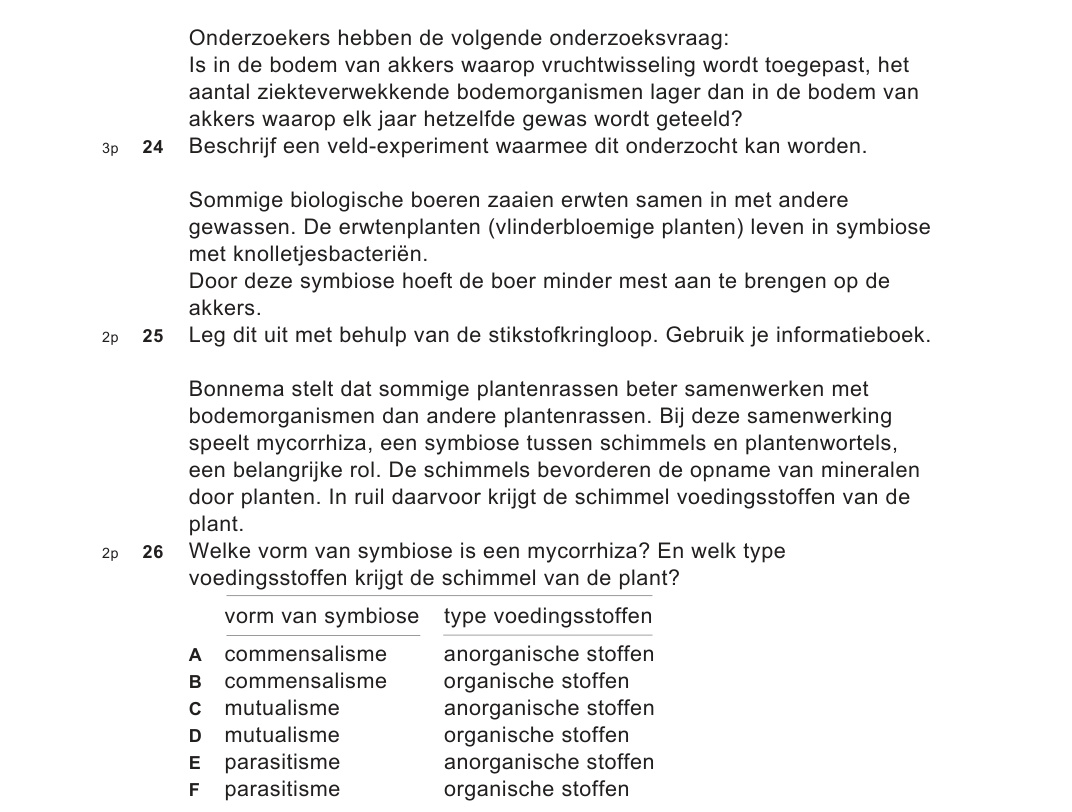 Onderzoekers hebben de volgende onderzoeksvraag:
Is in de bodem van akkers waarop vruchtwisseling wordt toegepast, het
aantal ziekteverwekkende bodemorganismen lager dan in de bodem van
akkers waarop elk jaar hetzelfde gewas wordt geteeld?
3p 24 Beschrijf een veld-experiment waarmee dit onderzocht kan worden.
Sommige biologische boeren zaaien erwten samen in met andere
gewassen. De erwtenplanten (vlinderbloemige planten) leven in symbiose
met knolletjesbacteriën.
Door deze symbiose hoeft de boer minder mest aan te brengen op de
akkers.
2p 25 Leg dit uit met behulp van de stikstofkringloop. Gebruik je informatieboek.
Bonnema stelt dat sommige plantenrassen beter samenwerken met
bodemorganismen dan andere plantenrassen. Bij deze samenwerking
speelt mycorrhiza, een symbiose tussen schimmels en plantenwortels,
een belangrijke rol. De schimmels bevorderen de opname van mineralen
door planten. In ruil daarvoor krijgt de schimmel voedingsstoffen van de
plant.
2p 26 Welke vorm van symbiose is een mycorrhiza? En welk type
voedingsstoffen krijgt de schimmel van de plant?
vorm van symbiose type voedingsstoffen
A commensalisme anorganische stoffen
B commensalisme organische stoffen
C mutualisme anorganische stoffen
D mutualisme organische stoffen
E parasitisme anorganische stoffen
F parasitisme organische stoffen